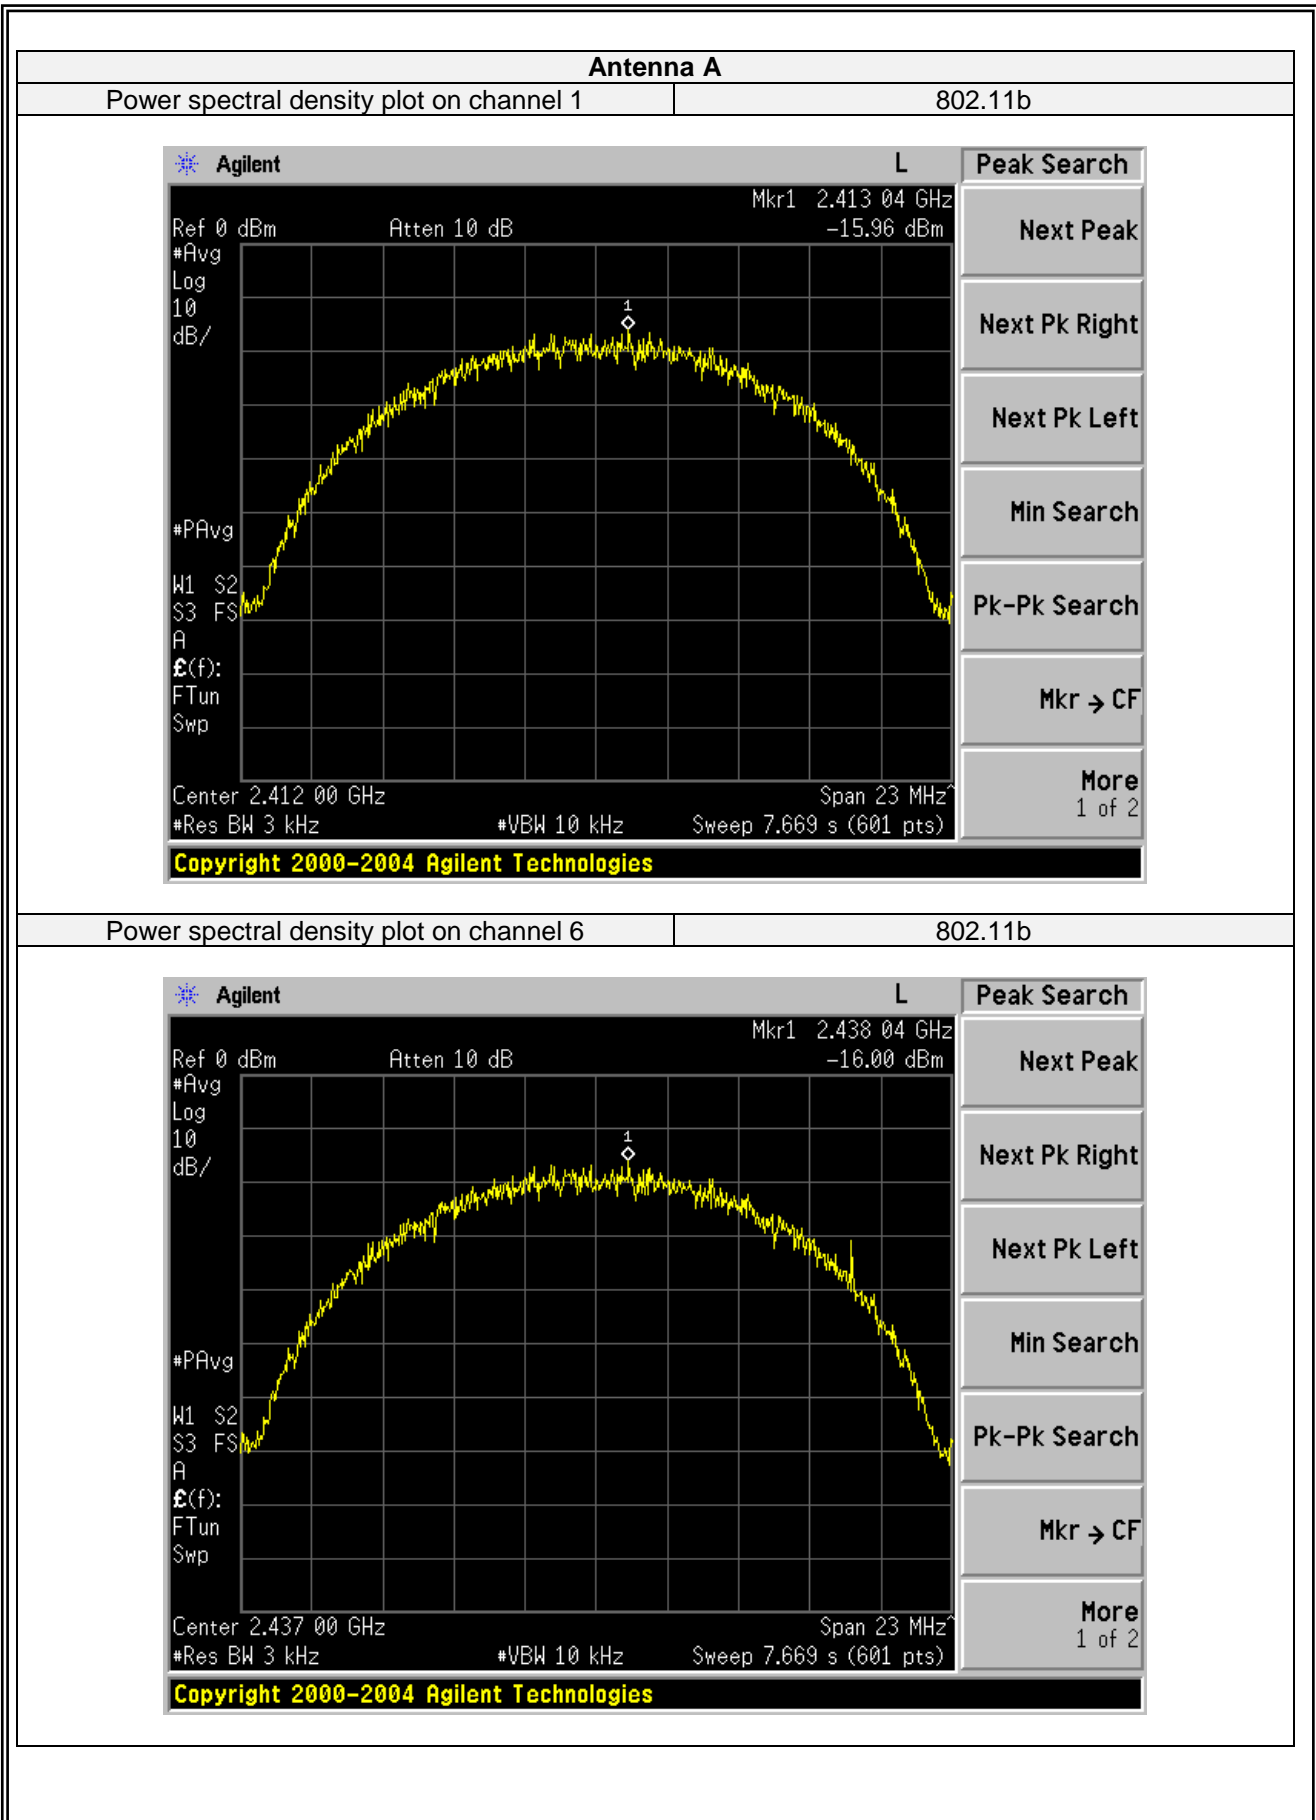 Antenna A
Power spectral density plot on channel 1 802.11b
Agilent L Peak Search
Mkr1 2.413 04 GHz
Ref 0 dBm Atten 10 dB -15.96 dBm
Next Peak
#Avg
Log
10
dB/
1
Next Pk Right
Next Pk Left
Min Search
#PAvg
W1 S2
S3 FS
Pk-Pk Search
A
£(f):
FTun
Swp
Mkr → CF
More
1 of 2
Center 2.412 00 GHz Span 23 MHz^
#Res BW 3 kHz #VBW 10 kHz Sweep 7.669 s (601 pts)
Copyright 2000-2004 Agilent Technologies
Power spectral density plot on channel 6 802.11b
Agilent L Peak Search
Mkr1 2.438 04 GHz
Ref 0 dBm Atten 10 dB -16.00 dBm
Next Peak
#Avg
Log
10
dB/
1
Next Pk Right
Next Pk Left
Min Search
#PAvg
W1 S2
S3 FS
Pk-Pk Search
A
£(f):
FTun
Swp
Mkr → CF
More
1 of 2
Center 2.437 00 GHz Span 23 MHz^
#Res BW 3 kHz #VBW 10 kHz Sweep 7.669 s (601 pts)
Copyright 2000-2004 Agilent Technologies